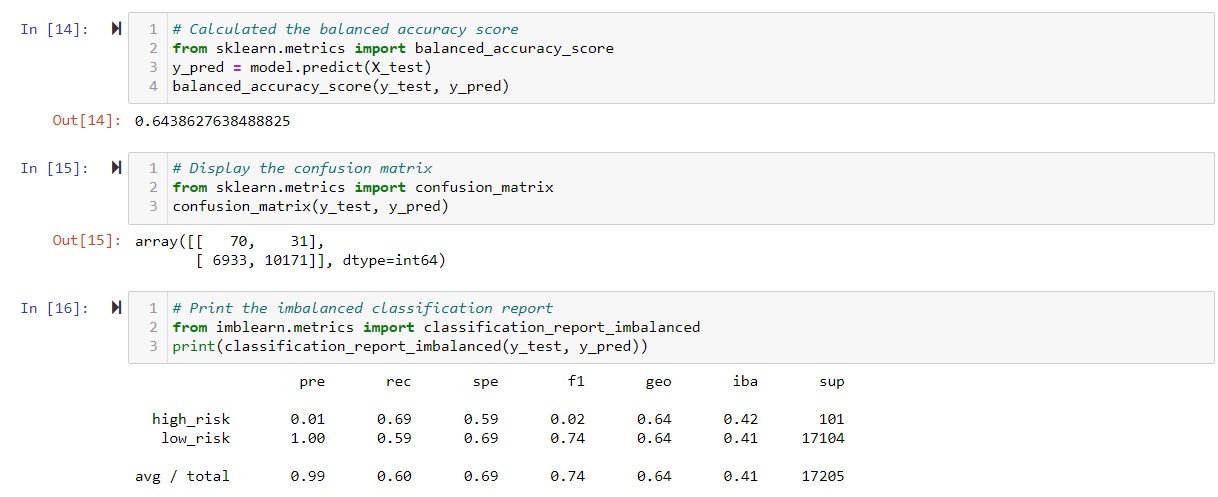 In [14]:
1 # Calculated the balanced accuracy score
2 from sklearn.metrics import balanced_accuracy_score
3 y_pred = model.predict(X_test)
4 balanced_accuracy_score(y_test, y_pred)
Out[14]: 0.6438627638488825
In [15]:
1 # Display the confusion matrix
2 from sklearn.metrics import confusion_matrix
3 confusion_matrix(y_test, y_pred)
Out[15]: array([[   70,    31],
       [ 6933, 10171]], dtype=int64)
In [16]:
1 # Print the imbalanced classification report
2 from imblearn.metrics import classification_report_imbalanced
3 print(classification_report_imbalanced(y_test, y_pred))
pre rec spe f1 geo iba sup
high_risk 0.01 0.69 0.59 0.02 0.64 0.42 101
low_risk 1.00 0.59 0.69 0.74 0.64 0.41 17104
avg / total 0.99 0.60 0.69 0.74 0.64 0.41 17205